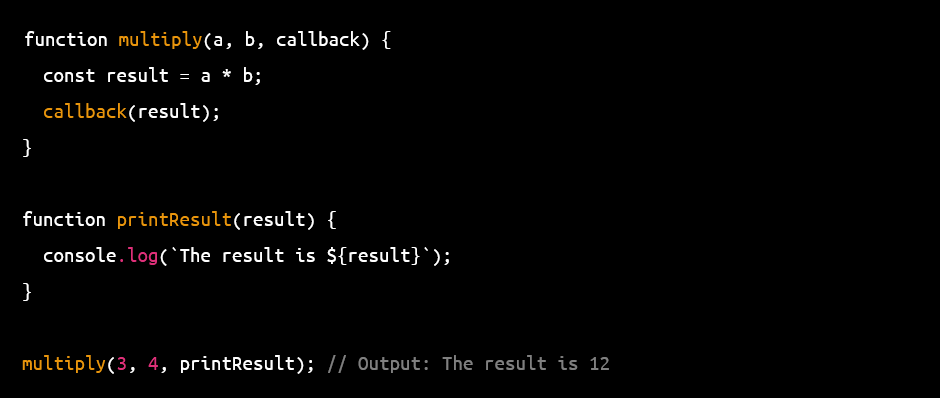 function multiply(a, b, callback) {
  const result = a * b;
  callback(result);
}

function printResult(result) {
  console.log(`The result is ${result}`);
}

multiply(3, 4, printResult); // Output: The result is 12